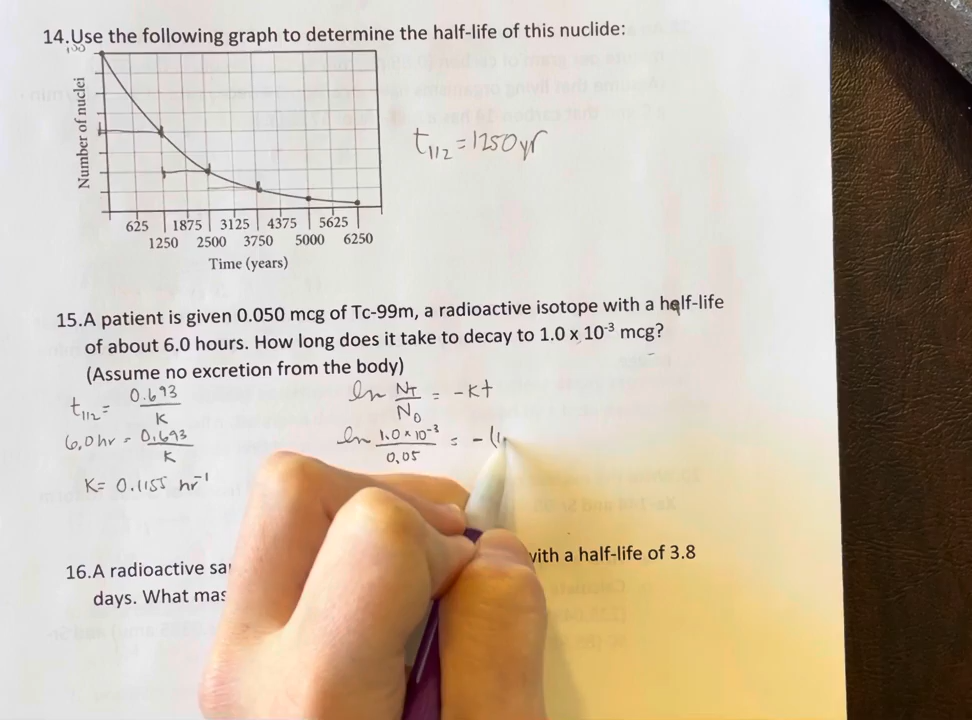 14.Use the following graph to determine the half-life of this nuclide:
100
Number of nuclei
t1/2 = 1250 yr
625 1875 3125 4375 5625
1250 2500 3750 5000 6250
Time (years)
15.A patient is given 0.050 mcg of Tc-99m, a radioactive isotope with a half-life
of about 6.0 hours. How long does it take to decay to 1.0 x 10-3 mcg?
(Assume no excretion from the body)
t1/2 = 0.693/K
ln NT/N0 = -Kt
6.0 hr = 0.693/K
ln 1.0 x 10-3/0.05 = - (
K= 0.1155 hr-1
16.A radioactive with a half-life of 3.8
days. What